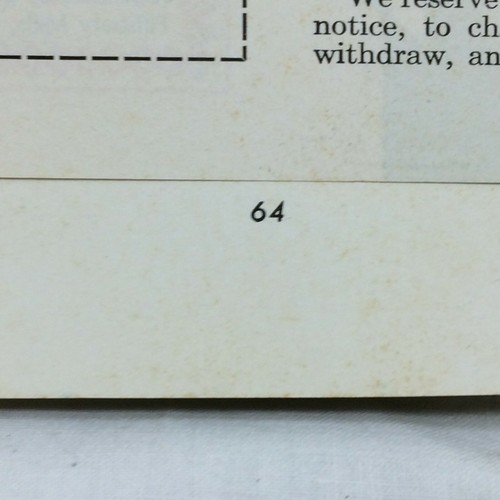 We reserve
notice, to ch
withdraw, an
64